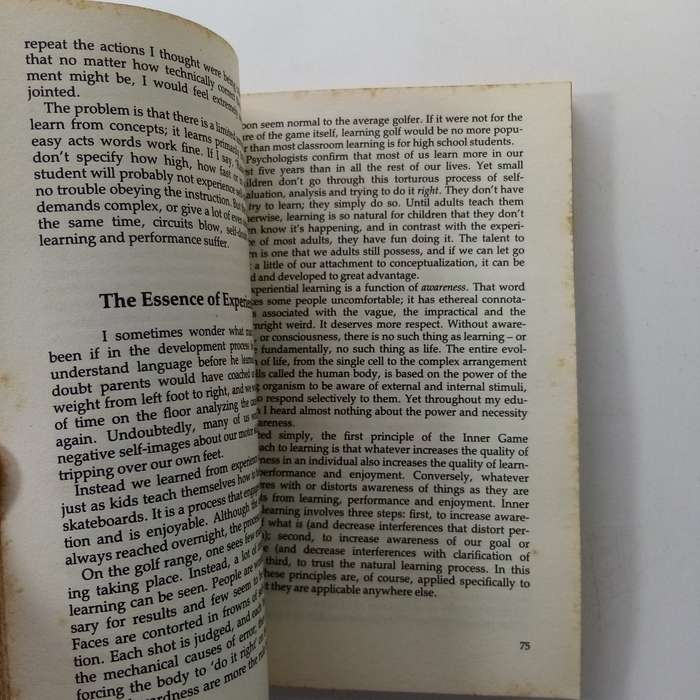 repeat the actions I thought were being
that no matter how technically correct
ment might be, I would feel extremely
jointed.
The problem is that there is a limited
learn from concepts; it learns primarily
easy acts words work fine. If I say,
don't specify how high, how fast or
student will probably not experience
no trouble obeying the instruction. But
demands complex, or give a lot of
the same time, circuits blow, self-
learning and performance suffer.
The Essence of
I sometimes wonder what
been if in the development process
understand language before he learned
doubt parents would have coached
weight from left foot to right, and
of time on the floor analyzing the
again. Undoubtedly, many of us
negative self-images about our motor
tripping over our own feet.
Instead we learned from experience
just as kids teach themselves how to
skateboards. It is a process that
tion and is enjoyable. Although the
always reached overnight, the process
On the golf range, one sees few
ing taking place. Instead, a lot of
learning can be seen. People are
sary for results and few seem to
Faces are contorted in frowns of
tion. Each shot is judged, and each
the mechanical causes of error, the
forcing the body to 'do it right'
are more the
seem normal to the average golfer. If it were not for the
of the game itself, learning golf would be no more popu-
than most classroom learning is for high school students.
Psychologists confirm that most of us learn more in our
five years than in all the rest of our lives. Yet small
don't go through this torturous process of self-
analysis and trying to do it right. They don't have
try to learn; they simply do so. Until adults teach them
learning is so natural for children that they don't
know it's happening, and in contrast with the experi-
of most adults, they have fun doing it. The talent to
is one that we adults still possess, and if we can let go
a little of our attachment to conceptualization, it can be
and developed to great advantage.
experiential learning is a function of awareness. That word
some people uncomfortable; it has ethereal connota-
associated with the vague, the impractical and the
weird. It deserves more respect. Without aware-
or consciousness, there is no such thing as learning – or
fundamentally, no such thing as life. The entire evol-
of life, from the single cell to the complex arrangement
called the human body, is based on the power of the
organism to be aware of external and internal stimuli,
respond selectively to them. Yet throughout my edu-
I heard almost nothing about the power and necessity
simply, the first principle of the Inner Game
to learning is that whatever increases the quality of
in an individual also increases the quality of learn-
performance and enjoyment. Conversely, whatever
with or distorts awareness of things as they are
from learning, performance and enjoyment. Inner
learning involves three steps: first, to increase aware-
what is (and decrease interferences that distort per-
second, to increase awareness of our goal or
(and decrease interferences with clarification of
third, to trust the natural learning process. In this
these principles are, of course, applied specifically to
they are applicable anywhere else.
75